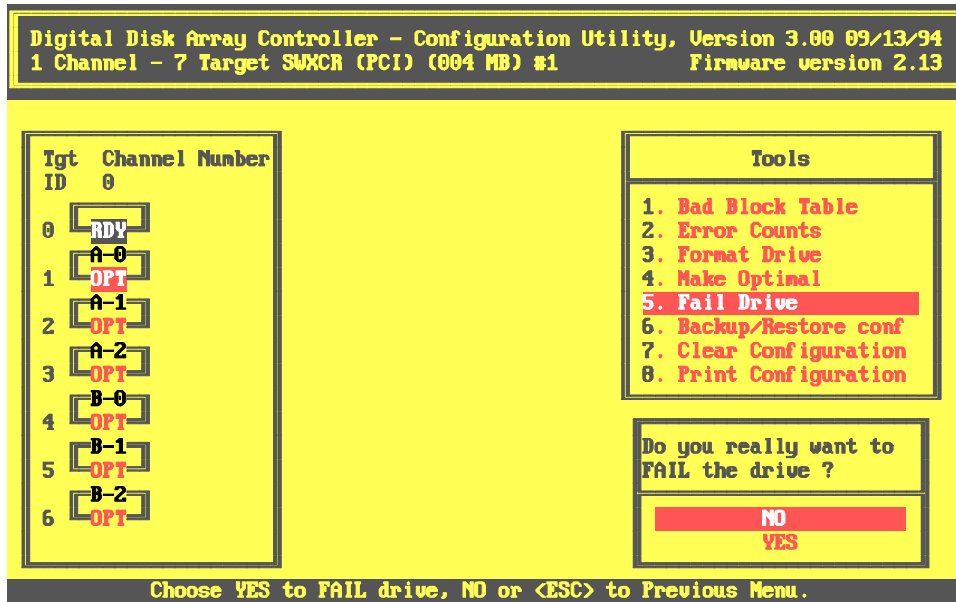 Digital Disk Array Controller – Configuration Utility, Version 3.00 09/13/94
1 Channel – 7 Target SWXCR (PCI) (004 MB) #1 Firmware version 2.13
Tgt Channel Number
ID 0
0 RDY
A-0
1 OPT
A-1
2 OPT
A-2
3 OPT
B-0
4 OPT
B-1
5 OPT
B-2
6 OPT
Tools
1. Bad Block Table
2. Error Counts
3. Format Drive
4. Make Optimal
5. Fail Drive
6. Backup/Restore conf
7. Clear Configuration
8. Print Configuration
Do you really want to
FAIL the drive ?
NO
YES
Choose YES to FAIL drive, NO or <ESC> to Previous Menu.